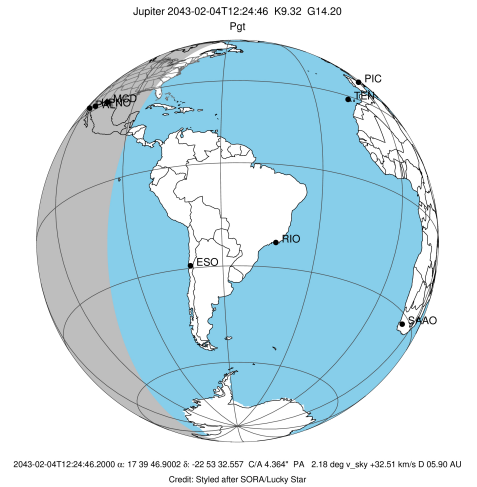 Jupiter 2043-02-04T12:24:46 K9.32 G14.20
Pgt
PIC
TEN
MCD
RIO
ESO
SAAO
2043-02-04T12:24:46.2000 α: 17 39 46.9002 δ: -22 53 32.557 C/A 4.364" PA 2.18 deg v_sky +32.51 km/s D 05.90 AU
Credit: Styled after SORA/Lucky Star